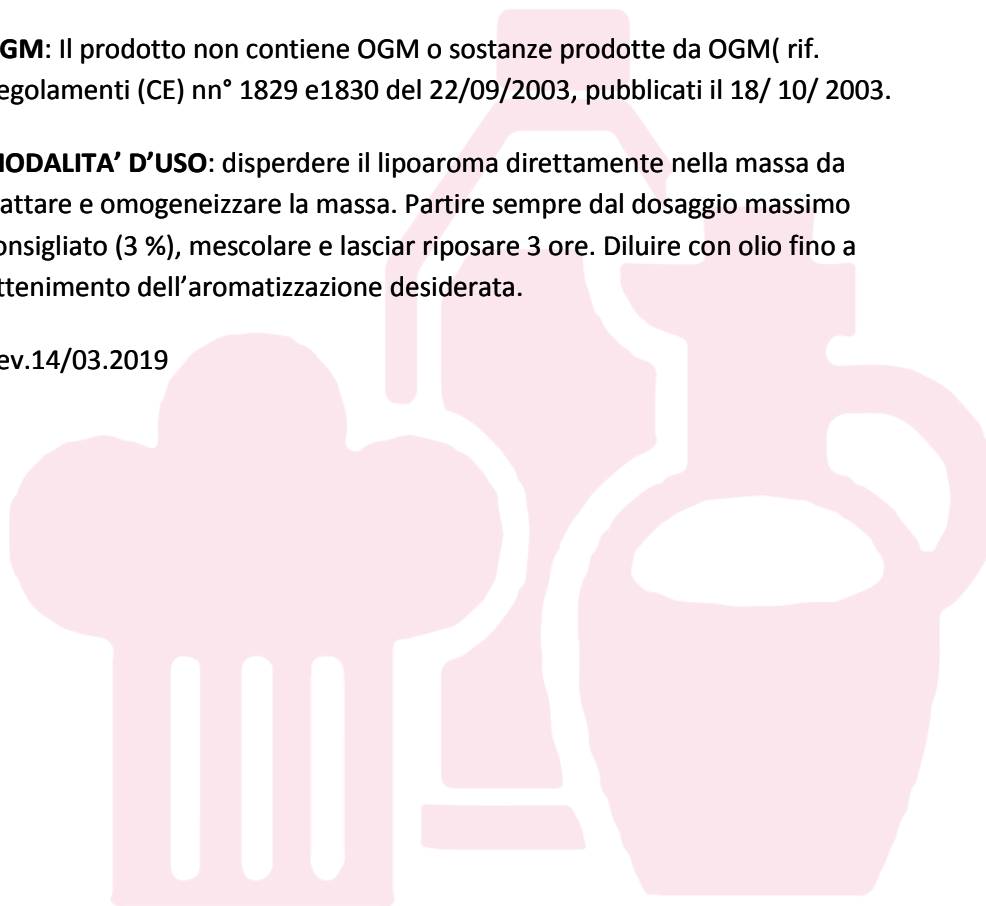 GM: Il prodotto non contiene OGM o sostanze prodotte da OGM( rif.
egolamenti (CE) nn° 1829 e1830 del 22/09/2003, pubblicati il 18/ 10/ 2003.
MODALITA’ D’USO: disperdere il lipoaroma direttamente nella massa da
attare e omogeneizzare la massa. Partire sempre dal dosaggio massimo
onsigliato (3 %), mescolare e lasciar riposare 3 ore. Diluire con olio fino a
ttenimento dell’aromatizzazione desiderata.
ev.14/03.2019